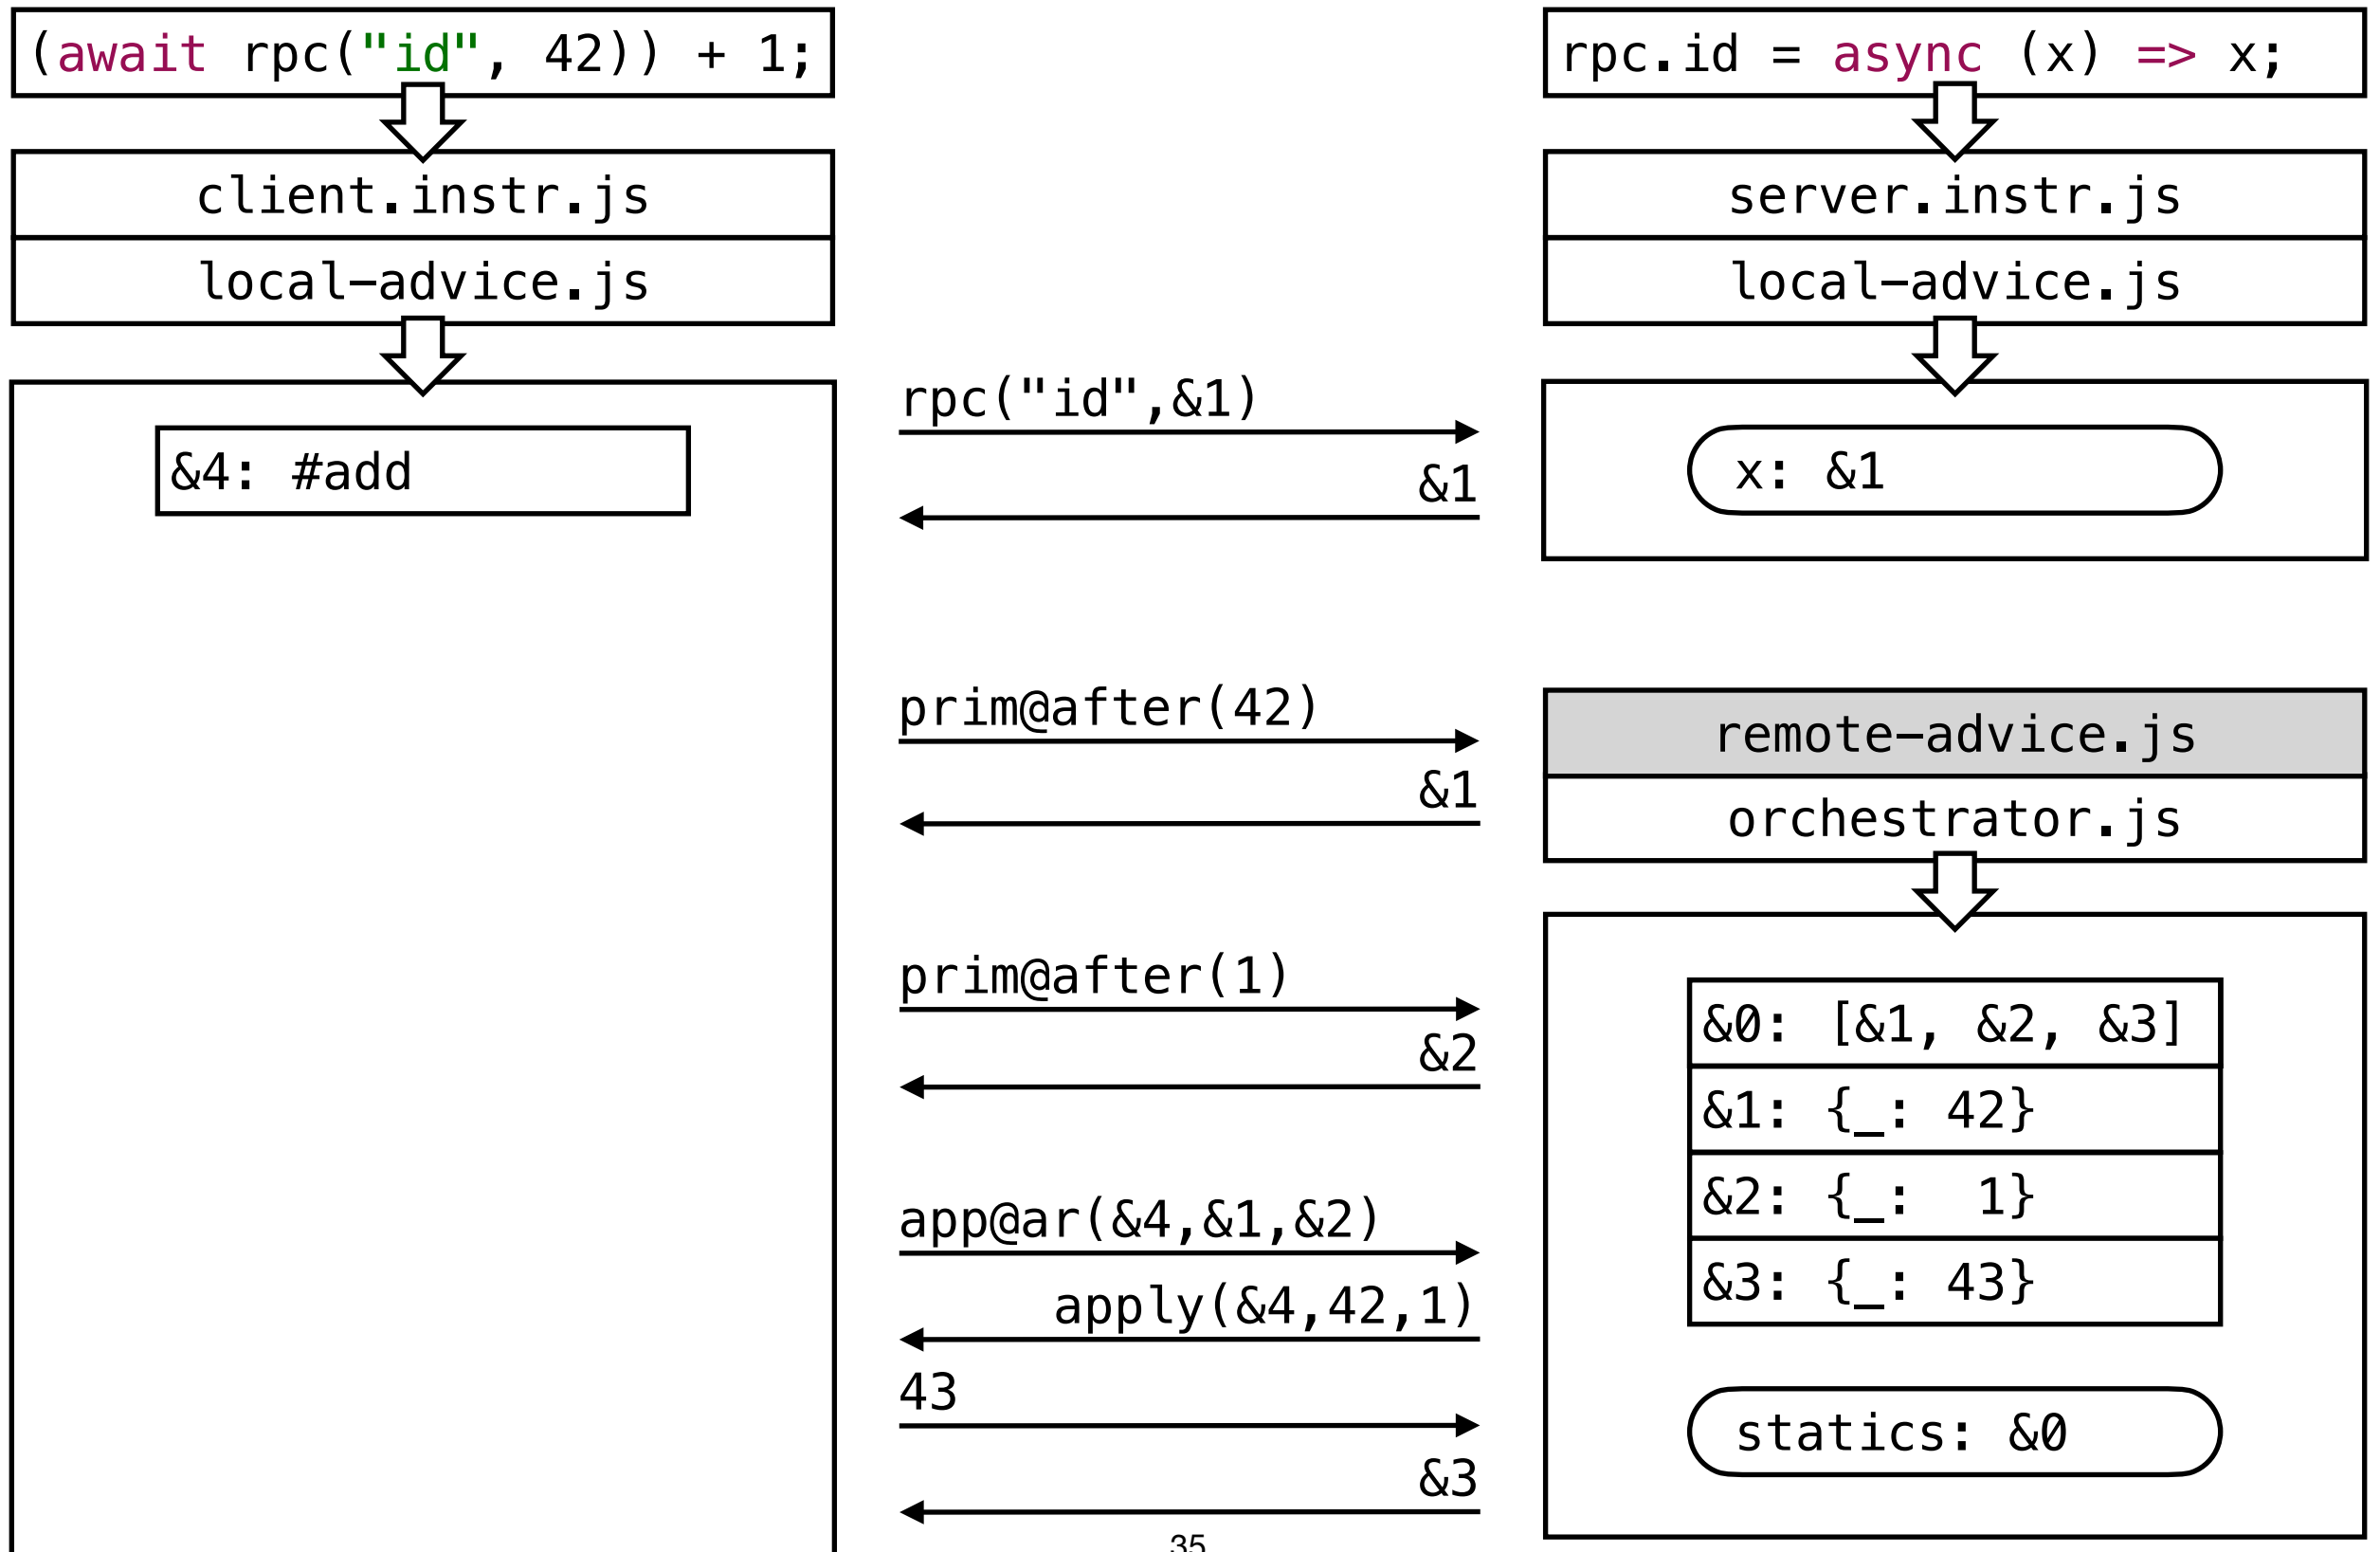 (await rpc("id", 42)) + 1;
client.instr.js
local-advice.js
&4: #add
rpc("id",&1)
&1
prim@after(42)
&1
prim@after(1)
&2
app@ar(&4,&1,&2)
apply(&4,42,1)
43
&3
35
rpc.id = async (x) => x;
server.instr.js
local-advice.js
x: &1
remote-advice.js
orchestrator.js
&0: [&1, &2, &3]
&1: {_: 42}
&2: {_:  1}
&3: {_: 43}
statics: &0